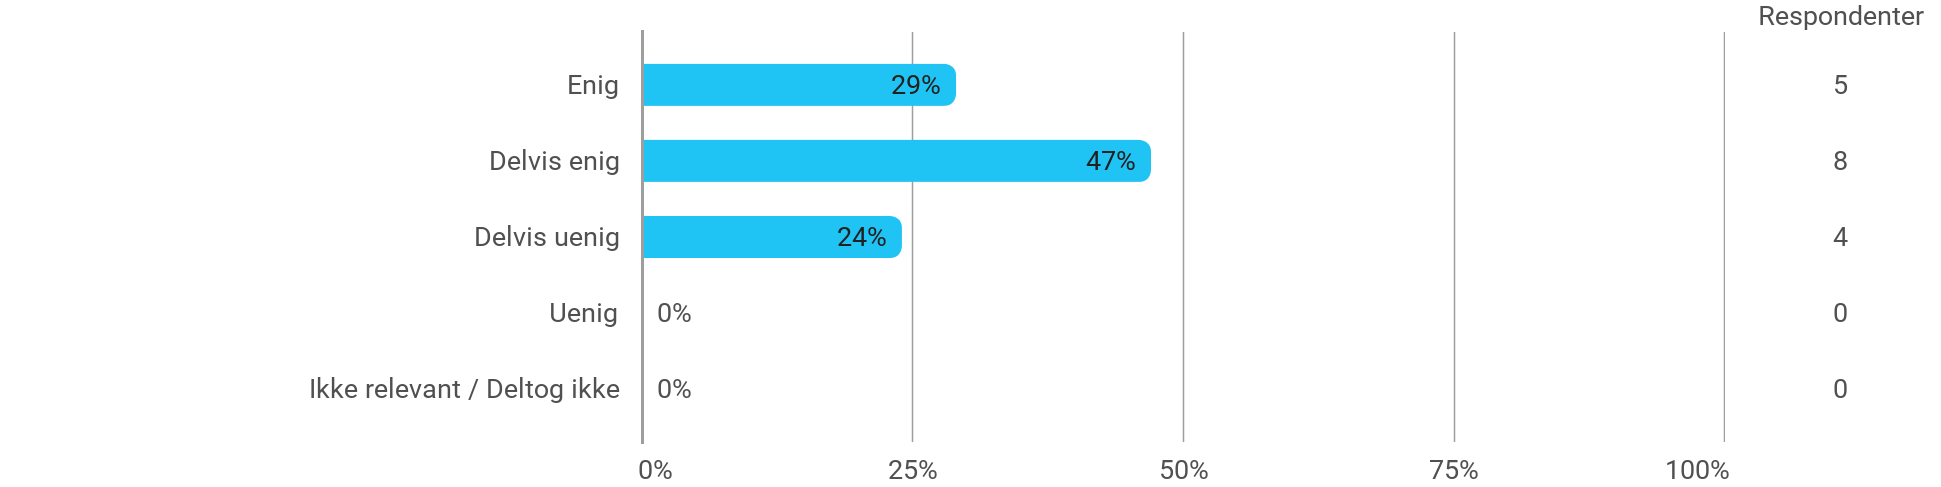 Respondenter
Enig 29% 5
Delvis enig 47% 8
Delvis uenig 24% 4
Uenig 0% 0
Ikke relevant / Deltog ikke 0% 0
0% 25% 50% 75% 100%